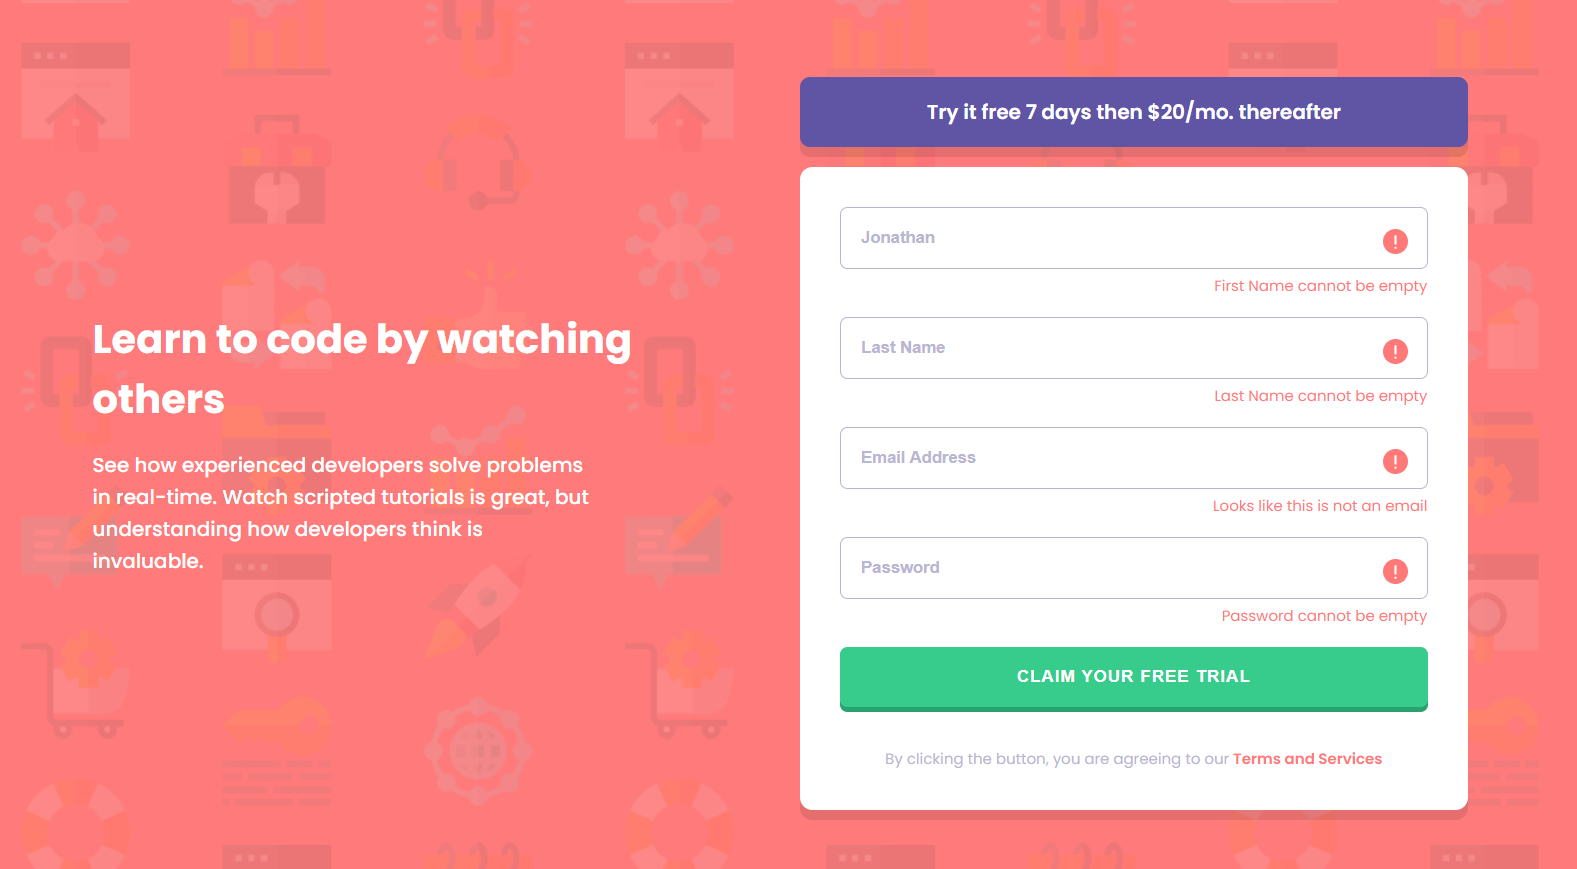 Learn to code by watching
others
See how experienced developers solve problems
in real-time. Watch scripted tutorials is great, but
understanding how developers think is
invaluable.
Try it free 7 days then $20/mo. thereafter
Jonathan
First Name cannot be empty
Last Name
Last Name cannot be empty
Email Address
Looks like this is not an email
Password
Password cannot be empty
CLAIM YOUR FREE TRIAL
By clicking the button, you are agreeing to our Terms and Services